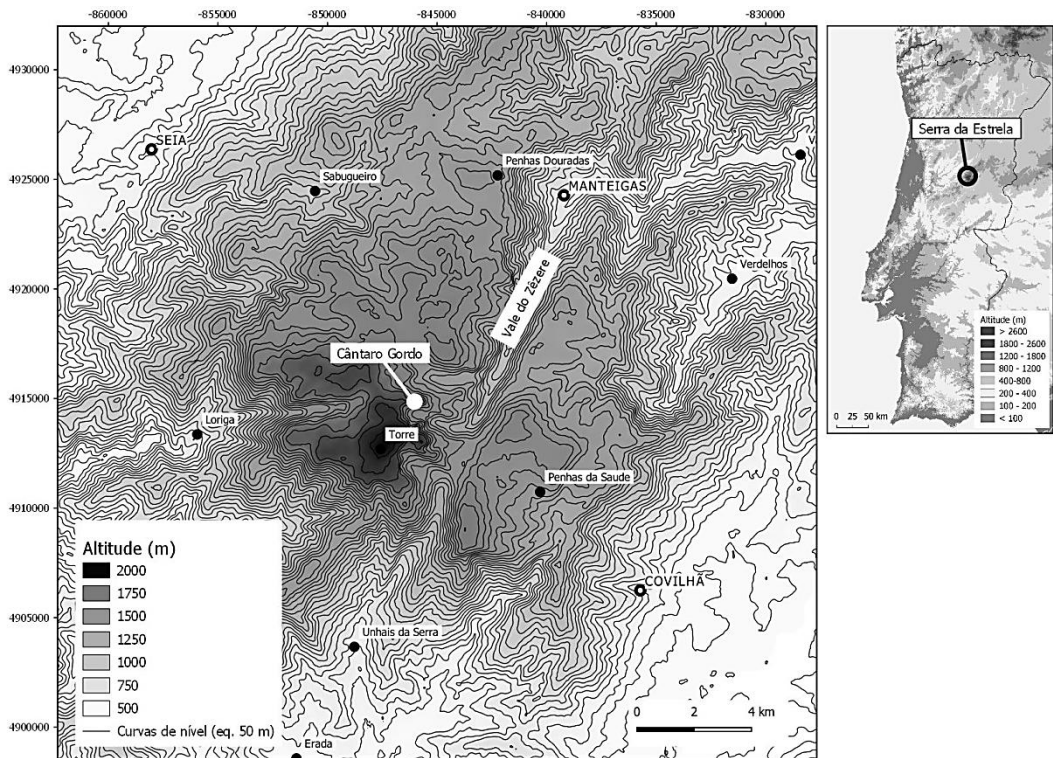 -860000
-855000
-850000
-845000
-840000
-835000
-830000
4930000
4925000
4920000
4915000
4910000
4905000
4900000
SEIA
Sabugueiro
Penhas Douradas
MANTEIGAS
V
Verdelhos
Vale do Zêzere
Cântaro Gordo
Loriga
Torre
Penhas da Saude
COVILHÃ
Unhais da Serra
Erada
Altitude (m)
2000
1750
1500
1250
1000
750
500
Curvas de nível (eq. 50 m)
0 2 4 km
Serra da Estrela
Altitude (m)
> 2600
1800 - 2600
1200 - 1800
800 - 1200
400-800
200 - 400
100 - 200
< 100
0 25 50 km